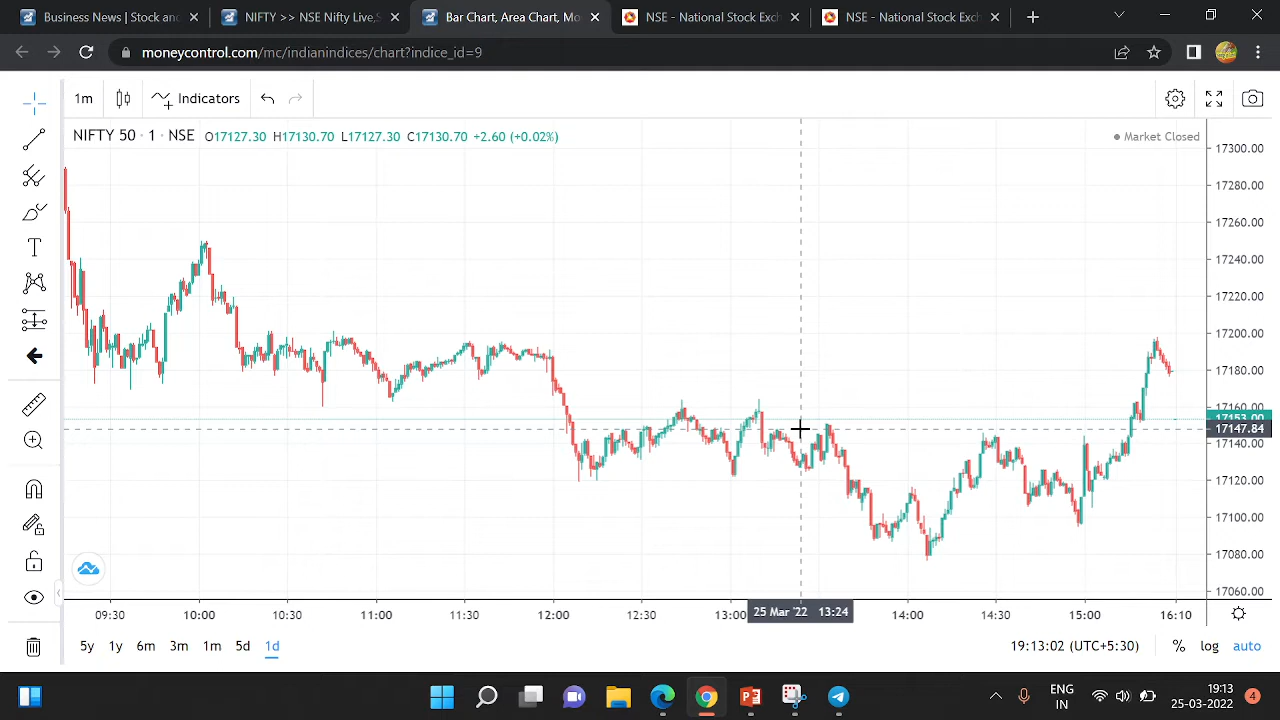 Business News, Stock and
NIFTY >> NSE Nifty Live, S
Bar Chart, Area Chart, Mo
NSE - National Stock Exch
NSE - National Stock Exch
moneycontrol.com/mc/indianindices/chart?indice_id=9
1m
Indicators
NIFTY 50 · 1 · NSE O17127.30 H17130.70 L17127.30 C17130.70 +2.60 (+0.02%)
Market Closed
17300.00
17280.00
17260.00
17240.00
17220.00
17200.00
17180.00
17160.00
17153.00
17147.84
17140.00
17120.00
17100.00
17080.00
17060.00
09:30 10:00 10:30 11:00 11:30 12:00 12:30 13:00 25 Mar '22 13:24 14:00 14:30 15:00 16:10
5y 1y 6m 3m 1m 5d 1d
19:13:02 (UTC+5:30) % log auto
ENG
IN
19:13
25-03-2022
4